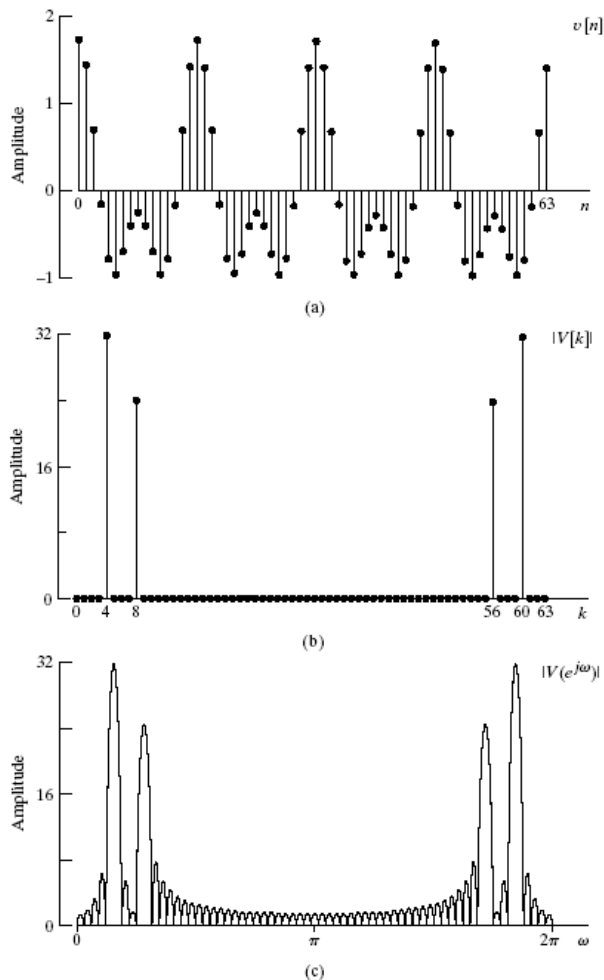 2
v[n]
Amplitude
1
0
0
63
n
−1
(a)
32
|V[k]|
Amplitude
16
0
0
4
8
56
60
63
k
(b)
32
|V(e^{jω})|
Amplitude
16
0
0
π
2π
ω
(c)